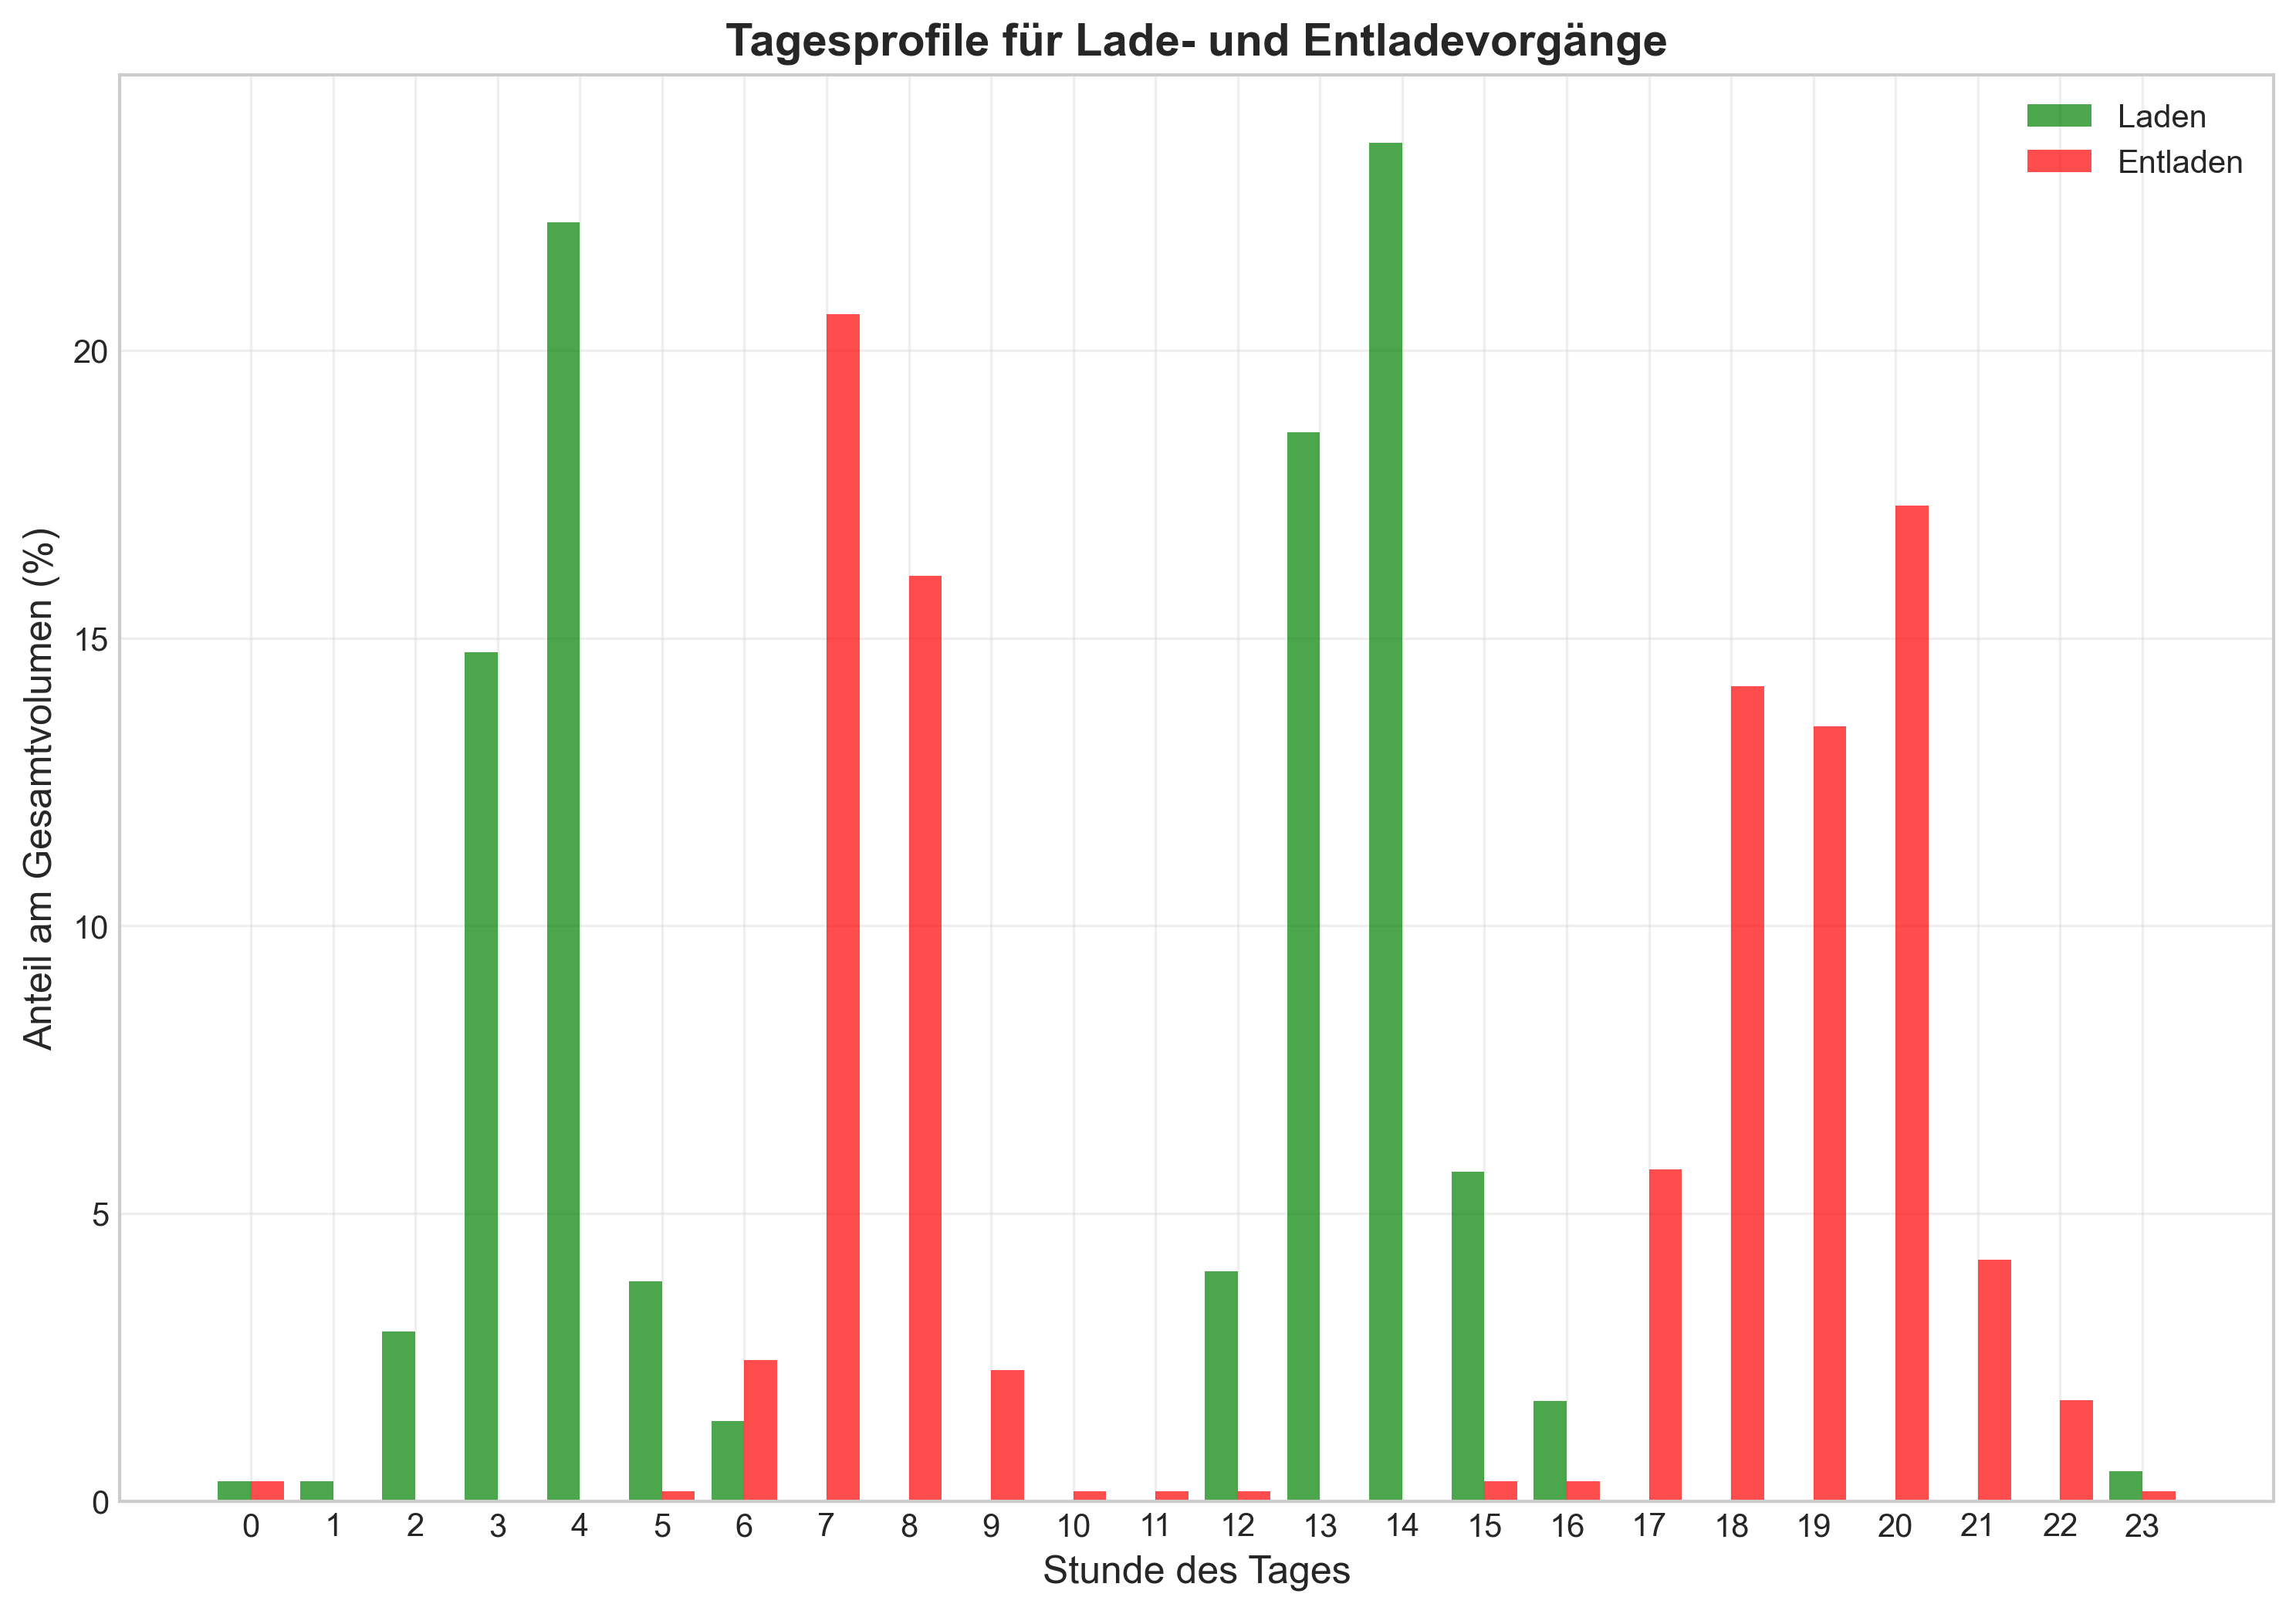 Tagesprofile für Lade- und Entladevorgänge
Laden
Entladen
Anteil am Gesamtvolumen (%)
20
15
10
5
0
0 1 2 3 4 5 6 7 8 9 10 11 12 13 14 15 16 17 18 19 20 21 22 23
Stunde des Tages